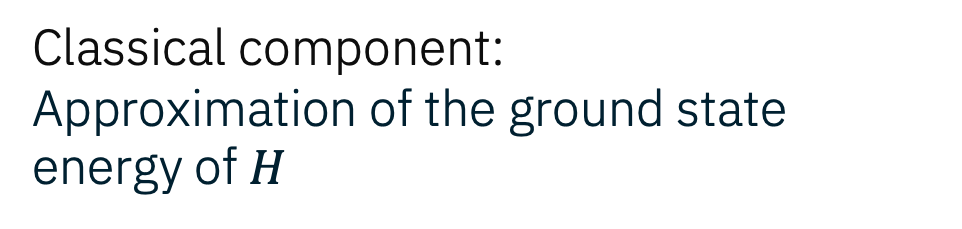 Classical component:
Approximation of the ground state
energy of H